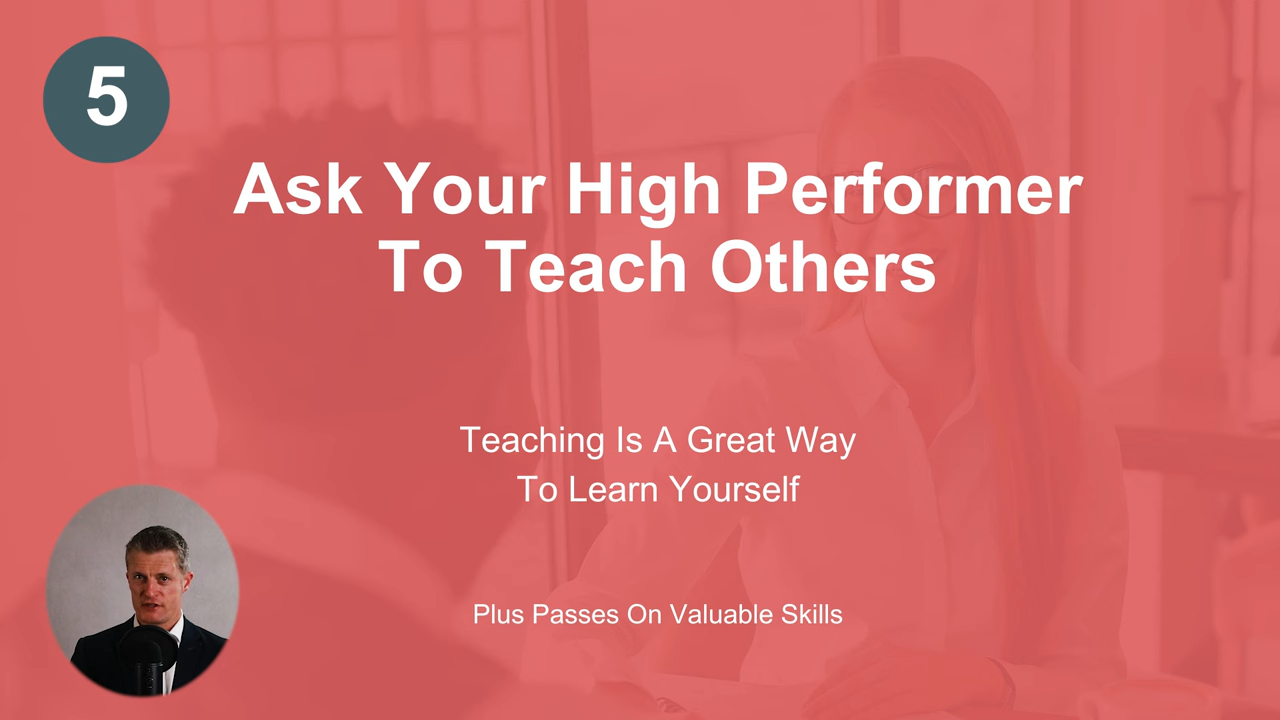 5
Ask Your High Performer
To Teach Others
Teaching Is A Great Way
To Learn Yourself
Plus Passes On Valuable Skills